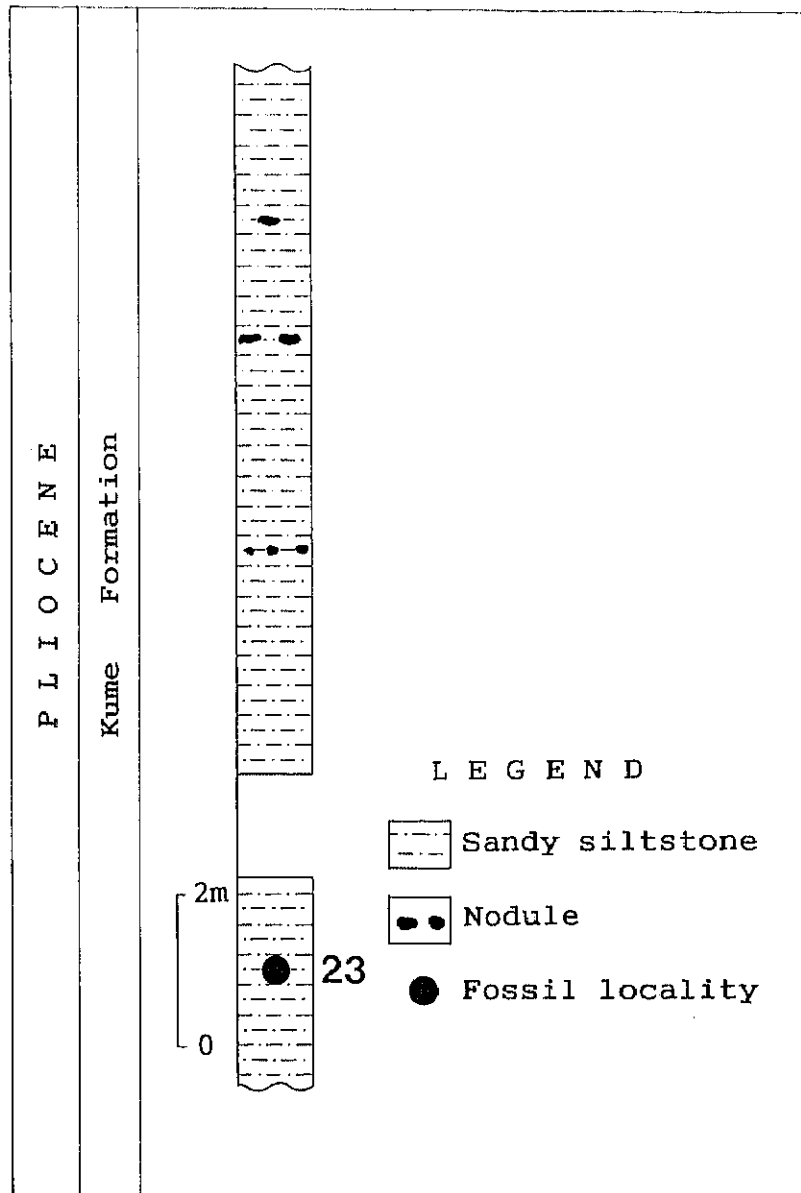 PLIOCENE
Kume Formation
LEGEND
Sandy siltstone
Nodule
Fossil locality
2m
23
0